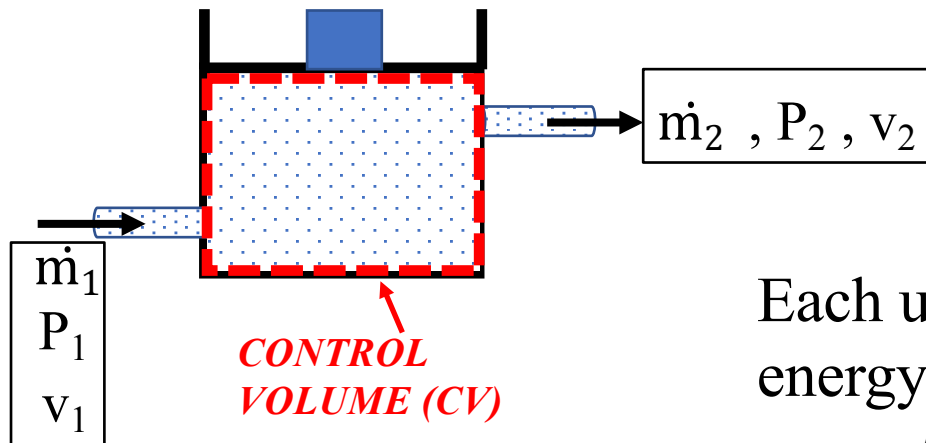 ṁ₂ , P₂ , v₂
ṁ₁
P₁
v₁
CONTROL
VOLUME (CV)
Each
energy